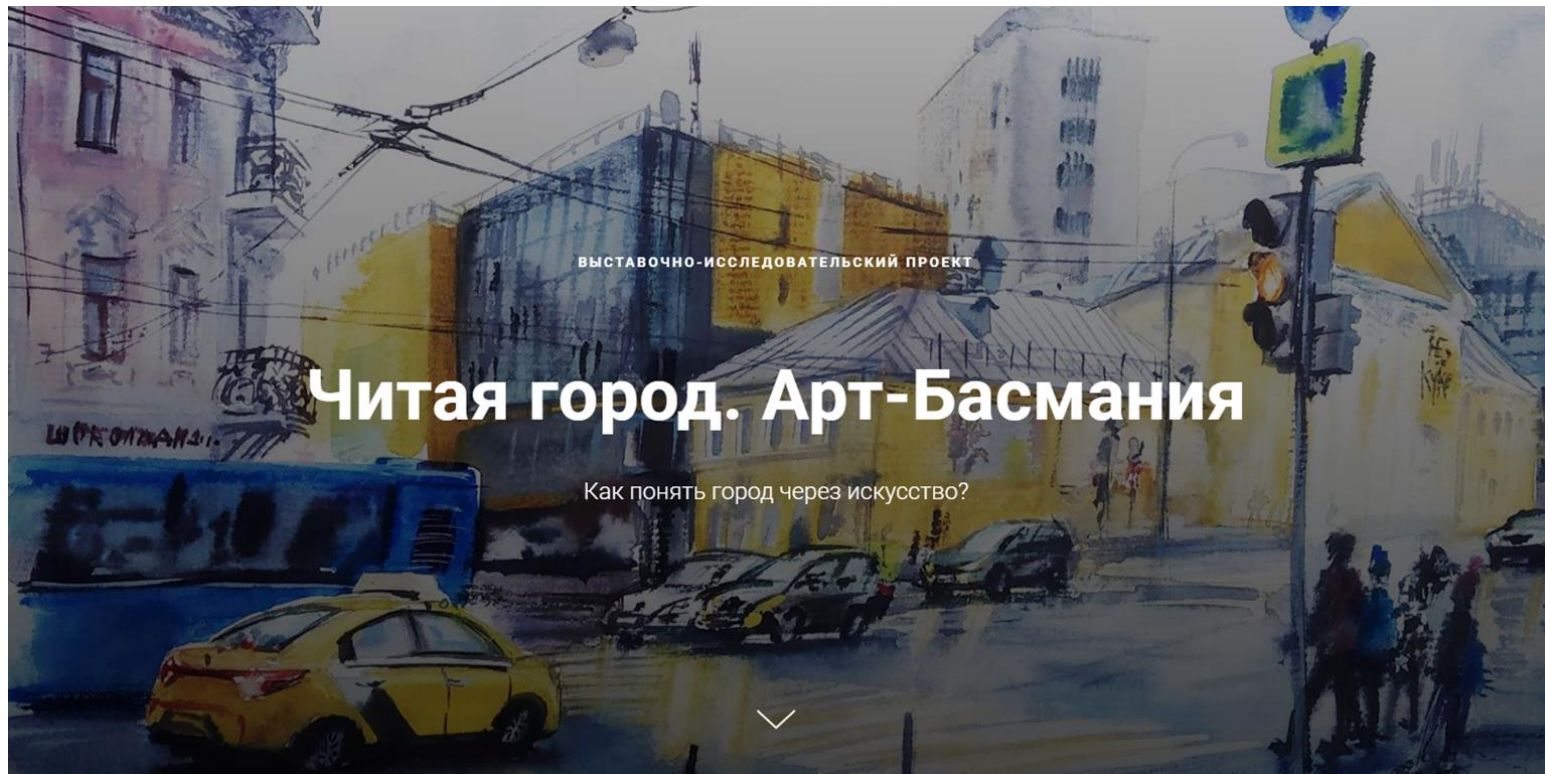 ВЫСТАВОЧНО-ИССЛЕДОВАТЕЛЬСКИЙ ПРОЕКТ
Читая город. Арт-Басмания
Как понять город через искусство?